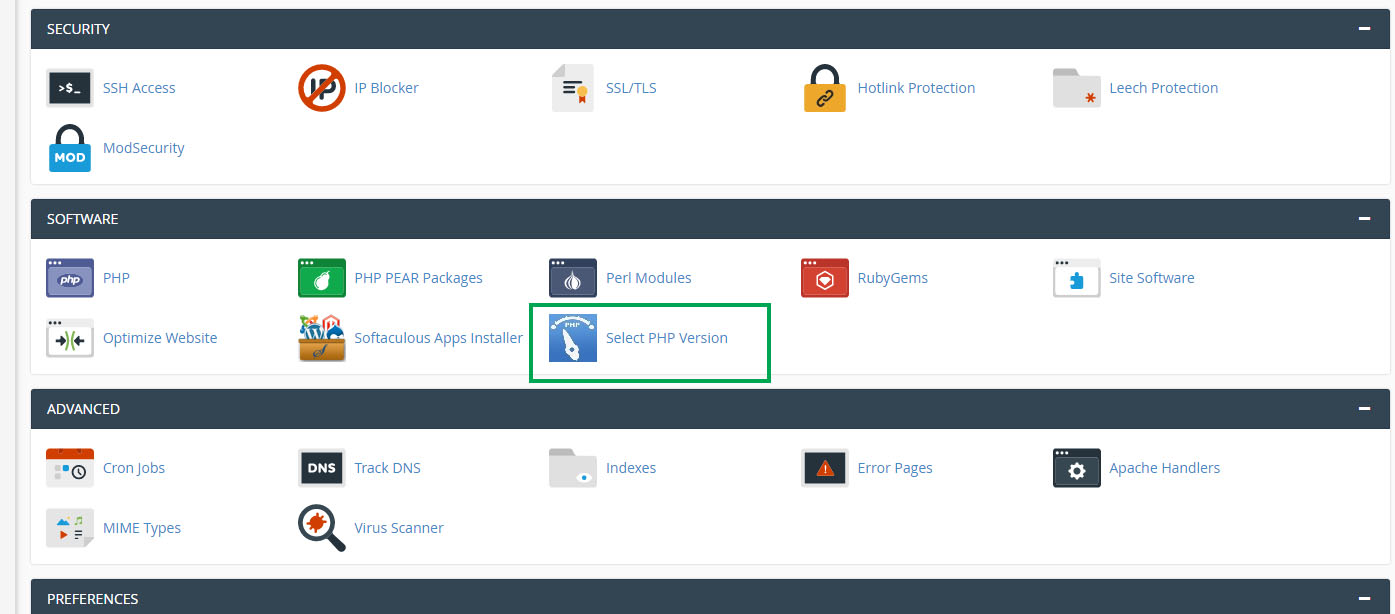 SECURITY
>$_ SSH Access
IP IP Blocker
SSL/TLS
Hotlink Protection
Leech Protection
MOD ModSecurity
SOFTWARE
php PHP
PHP PEAR Packages
Perl Modules
RubyGems
Site Software
Optimize Website
Softaculous Apps Installer
PHP Select PHP Version
ADVANCED
Cron Jobs
DNS Track DNS
Indexes
Error Pages
Apache Handlers
MIME Types
Virus Scanner
PREFERENCES